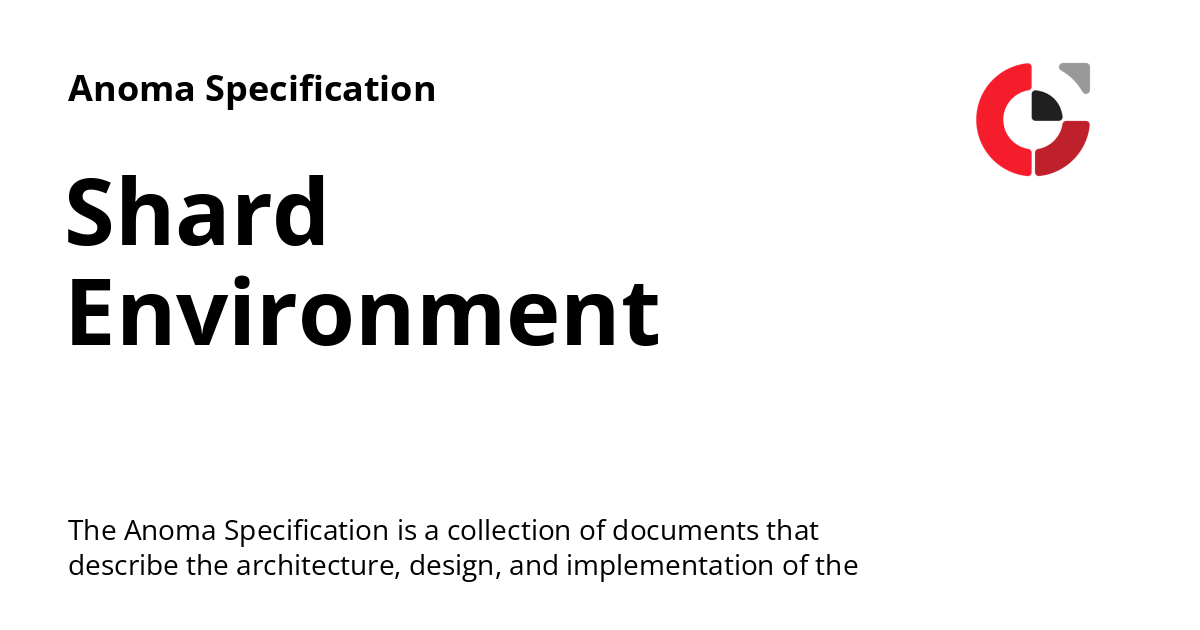 Anoma Specification
Shard
Environment
The Anoma Specification is a collection of documents that
describe the architecture, design, and implementation of the